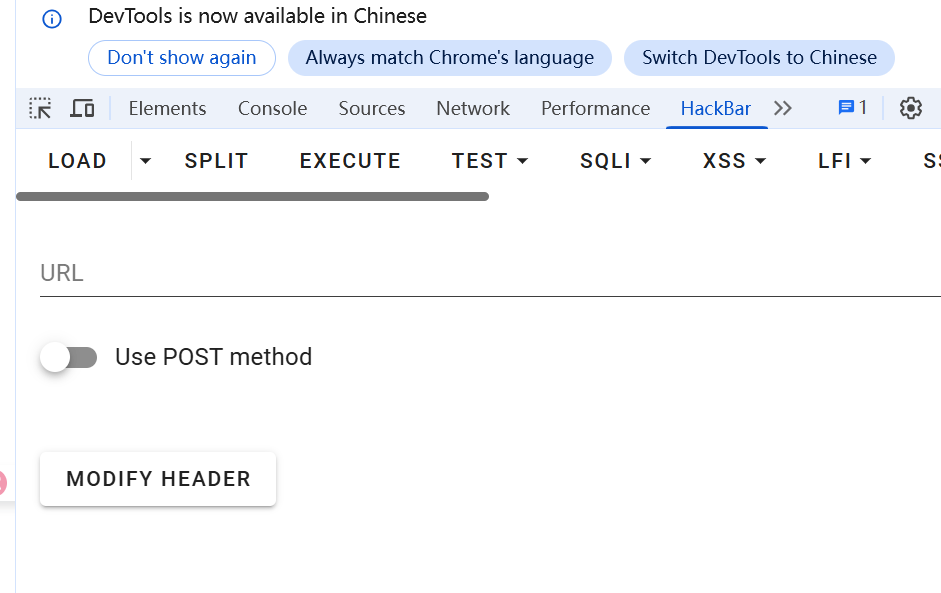 DevTools is now available in Chinese
Don't show again Always match Chrome's language Switch DevTools to Chinese
Elements Console Sources Network Performance HackBar 1
LOAD SPLIT EXECUTE TEST SQLI XSS LFI
URL
Use POST method
MODIFY HEADER